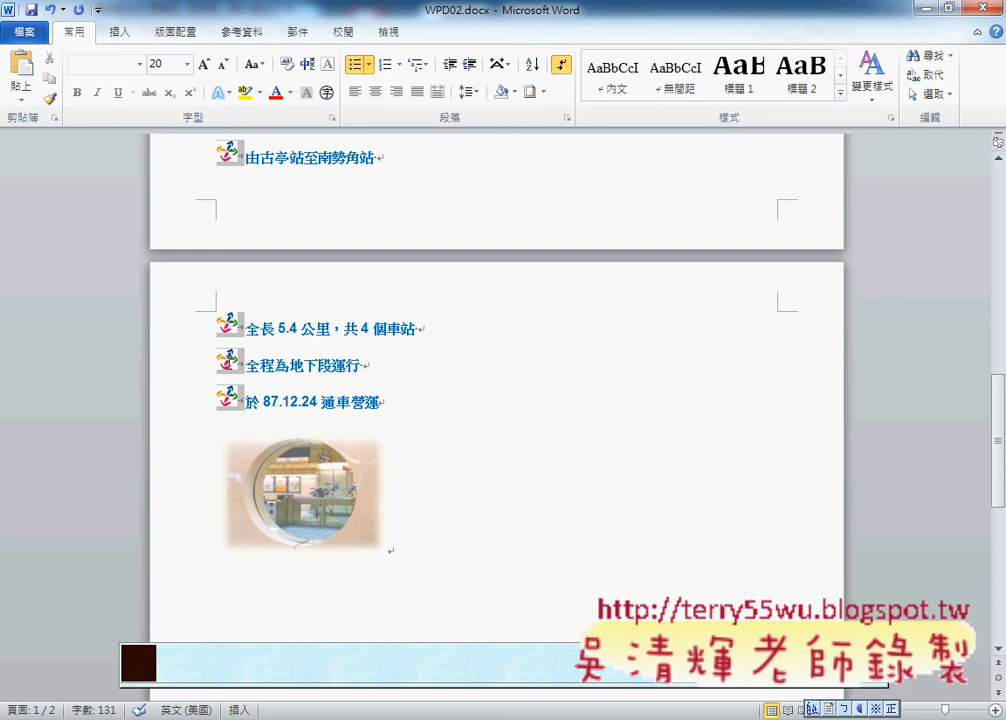 WPD02.docx - Microsoft Word
檔案 常用 插入 版面配置 參考資料 郵件 校閱 檢視
貼上 20 Aa AaBbCcI AaBbCcI AaB AaBb 變更樣式 尋找 取代 選取
內文 無間距 標題 1 標題 2
剪貼簿 字型 段落 樣式 編輯
由古亭站至南勢角站
全長 5.4 公里，共 4 個車站
全程為地下段運行
於 87.12.24 通車營運
http://terry55wu.blogspot.tw
吳清輝老師錄製
頁面: 1 / 2 字數: 131 英文 (美國) 插入